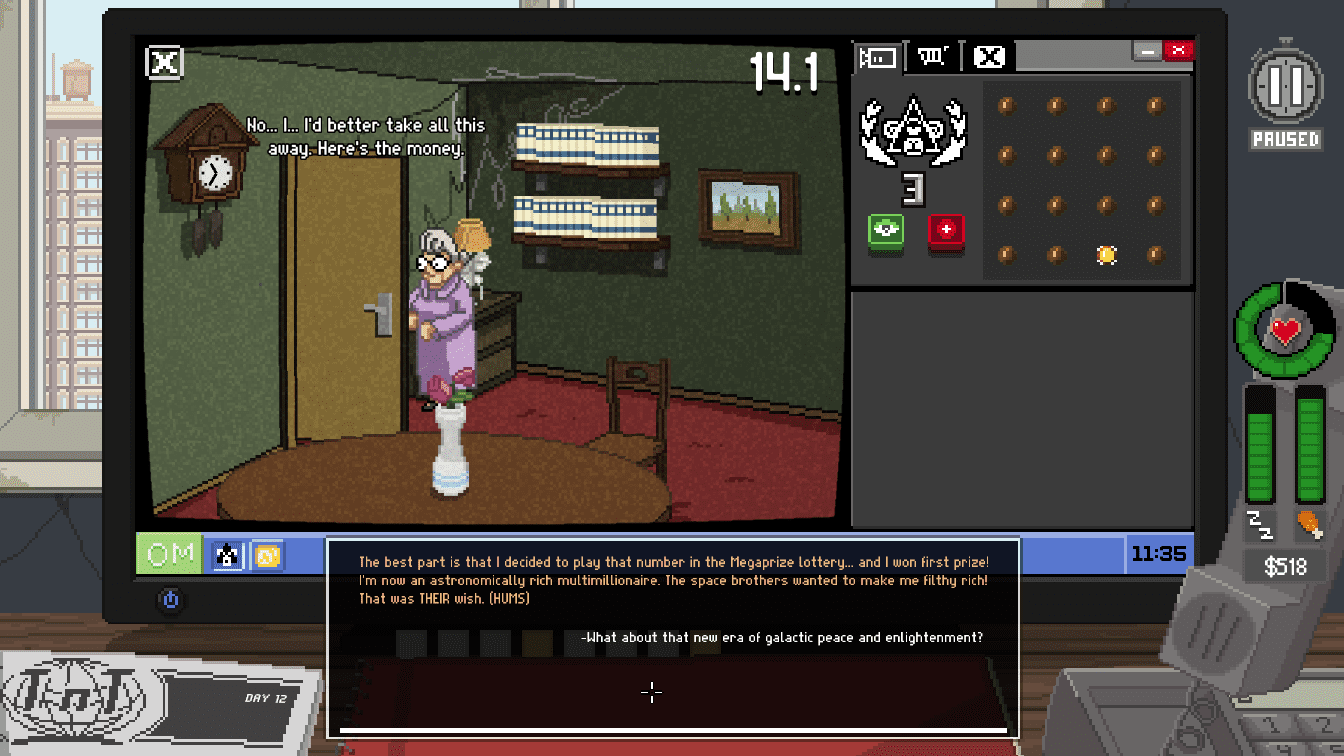 14.1
No... I... I'd better take all this
away. Here's the money.
3
PAUSED
$518
OM
11:35
The best part is that I decided to play that number in the Megaprize lottery... and I won first prize!
I'm now an astronomically rich multimillionaire. The space brothers wanted to make me filthy rich!
That was THEIR wish. (HUMS)
-What about that new era of galactic peace and enlightenment?
TnT
DAY 12
1 2